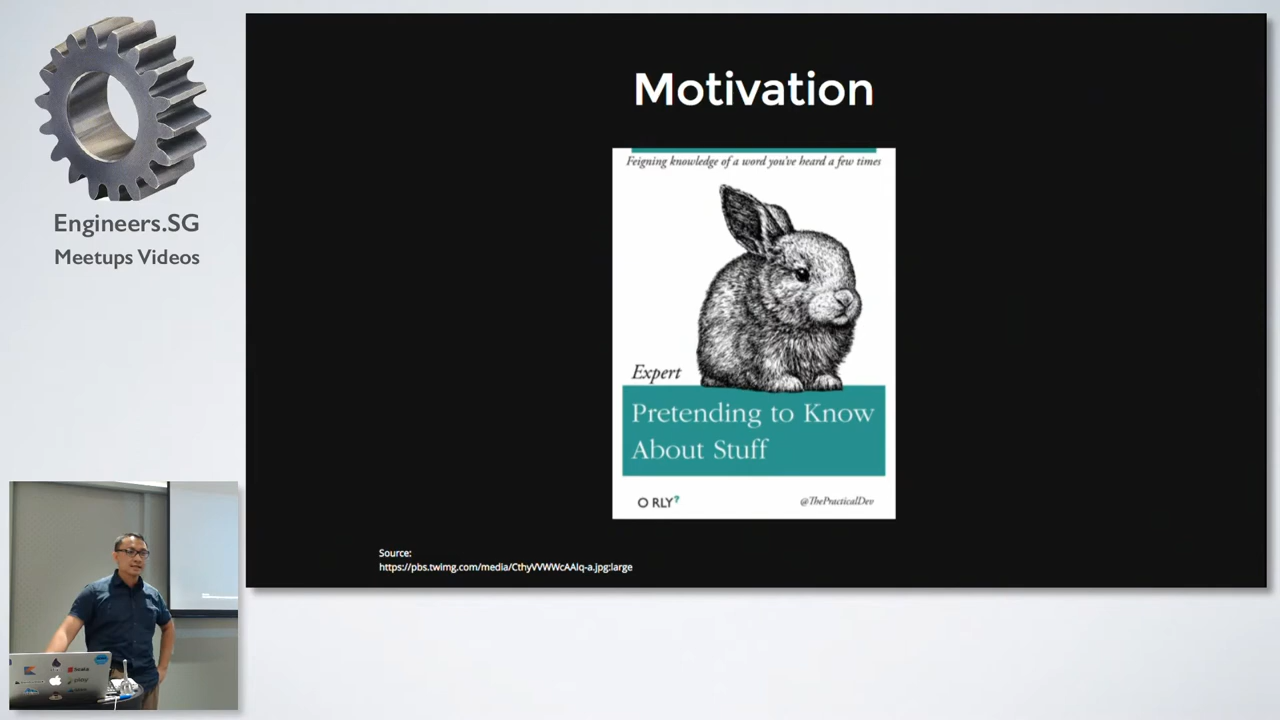 Engineers.SG
Meetups Videos
Motivation
Feigning knowledge of a word you've heard a few times
Expert
Pretending to Know
About Stuff
O RLY?
@ThePracticalDev
Source:
https://pbs.twimg.com/media/CthyVVWWcAAlq-a.jpg:large